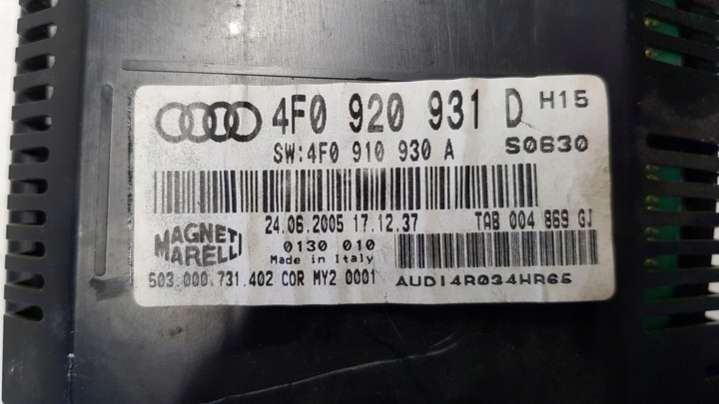 4F0 920 931 D H15
SW:4F0 910 930 A S0630
24.06.2005 17.12.37 TAB 004 869 GJ
MAGNETI MARELLI
0130 010
Made in Italy
503.000.731.402 COR MY2 0001
AUDI4R034HR65